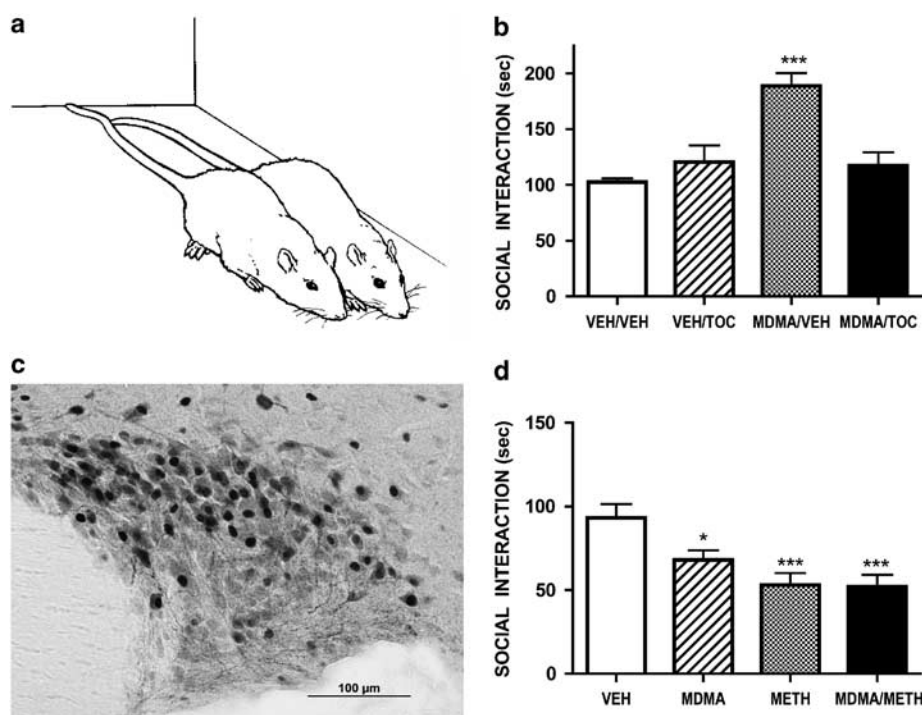 a
b
SOCIAL INTERACTION (sec)
200
150
100
50
0
***
VEH/VEH VEH/TOC MDMA/VEH MDMA/TOC
c
100 µm
d
SOCIAL INTERACTION (sec)
150
100
50
0
*
***
***
VEH MDMA METH MDMA/METH